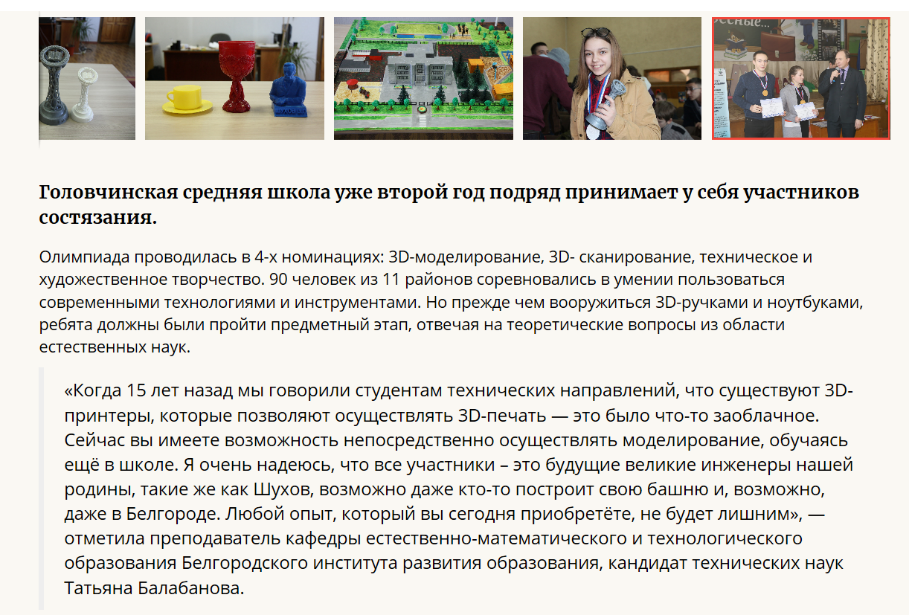 Головчинская средняя школа уже второй год подряд принимает у себя участников
состязания.
Олимпиада проводилась в 4-х номинациях: 3D-моделирование, 3D- сканирование, техническое и
художественное творчество. 90 человек из 11 районов соревновались в умении пользоваться
современными технологиями и инструментами. Но прежде чем вооружиться 3D-ручками и ноутбуками,
ребята должны были пройти предметный этап, отвечая на теоретические вопросы из области
естественных наук.
«Когда 15 лет назад мы говорили студентам технических направлений, что существуют 3D-
принтеры, которые позволяют осуществлять 3D-печать — это было что-то заоблачное.
Сейчас вы имеете возможность непосредственно осуществлять моделирование, обучаясь
ещё в школе. Я очень надеюсь, что все участники – это будущие великие инженеры нашей
родины, такие же как Шухов, возможно даже кто-то построит свою башню и, возможно,
даже в Белгороде. Любой опыт, который вы сегодня приобретёте, не будет лишним», —
отметила преподаватель кафедры естественно-математического и технологического
образования Белгородского института развития образования, кандидат технических наук
Татьяна Балабанова.